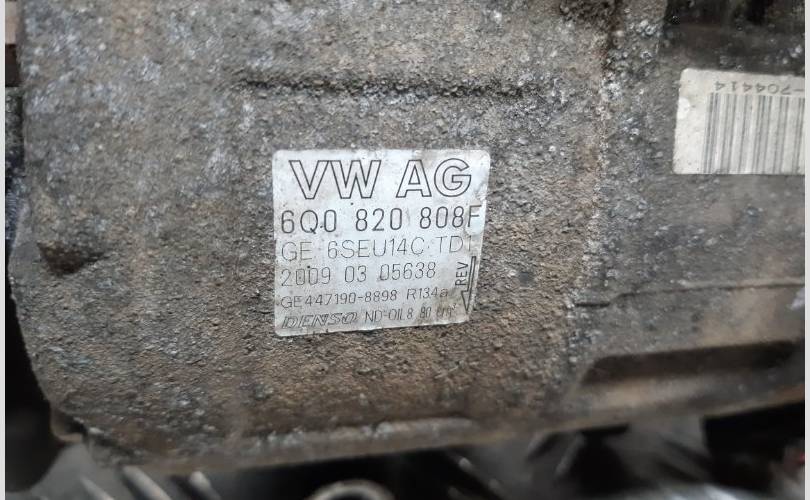 VW AG
6Q0 820 808F
GE 6SEU14C TDI
2009 03 05638
REV
GE447190-8898 R134a
DENSO ND-OIL8 80 cm³
-704414